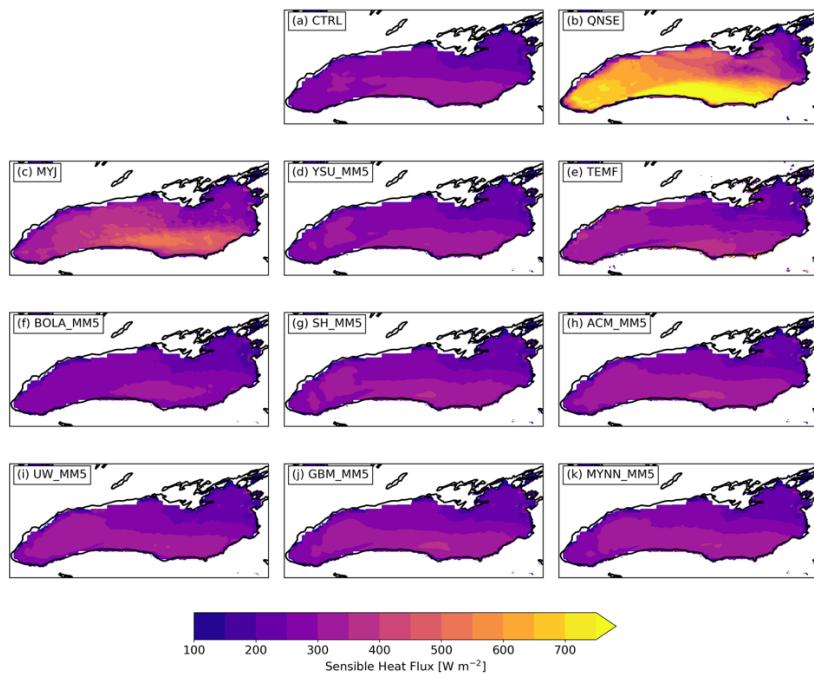 (a) CTRL
(b) QNSE
(c) MYJ
(d) YSU_MM5
(e) TEMF
(f) BOLA_MM5
(g) SH_MM5
(h) ACM_MM5
(i) UW_MM5
(j) GBM_MM5
(k) MYNN_MM5
100 200 300 400 500 600 700
Sensible Heat Flux [W m⁻²]